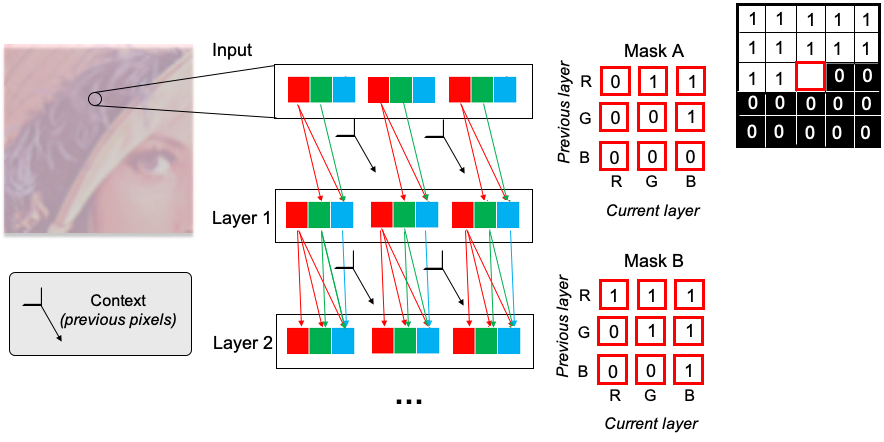 Input
Layer 1
Layer 2
...
Context
(previous pixels)
Mask A
Previous layer
R 0 1 1
G 0 0 1
B 0 0 0
R G B
Current layer
Mask B
Previous layer
R 1 1 1
G 0 1 1
B 0 0 1
R G B
Current layer
1 1 1 1 1
1 1 1 1 1
1 1 0 0
0 0 0 0 0
0 0 0 0 0